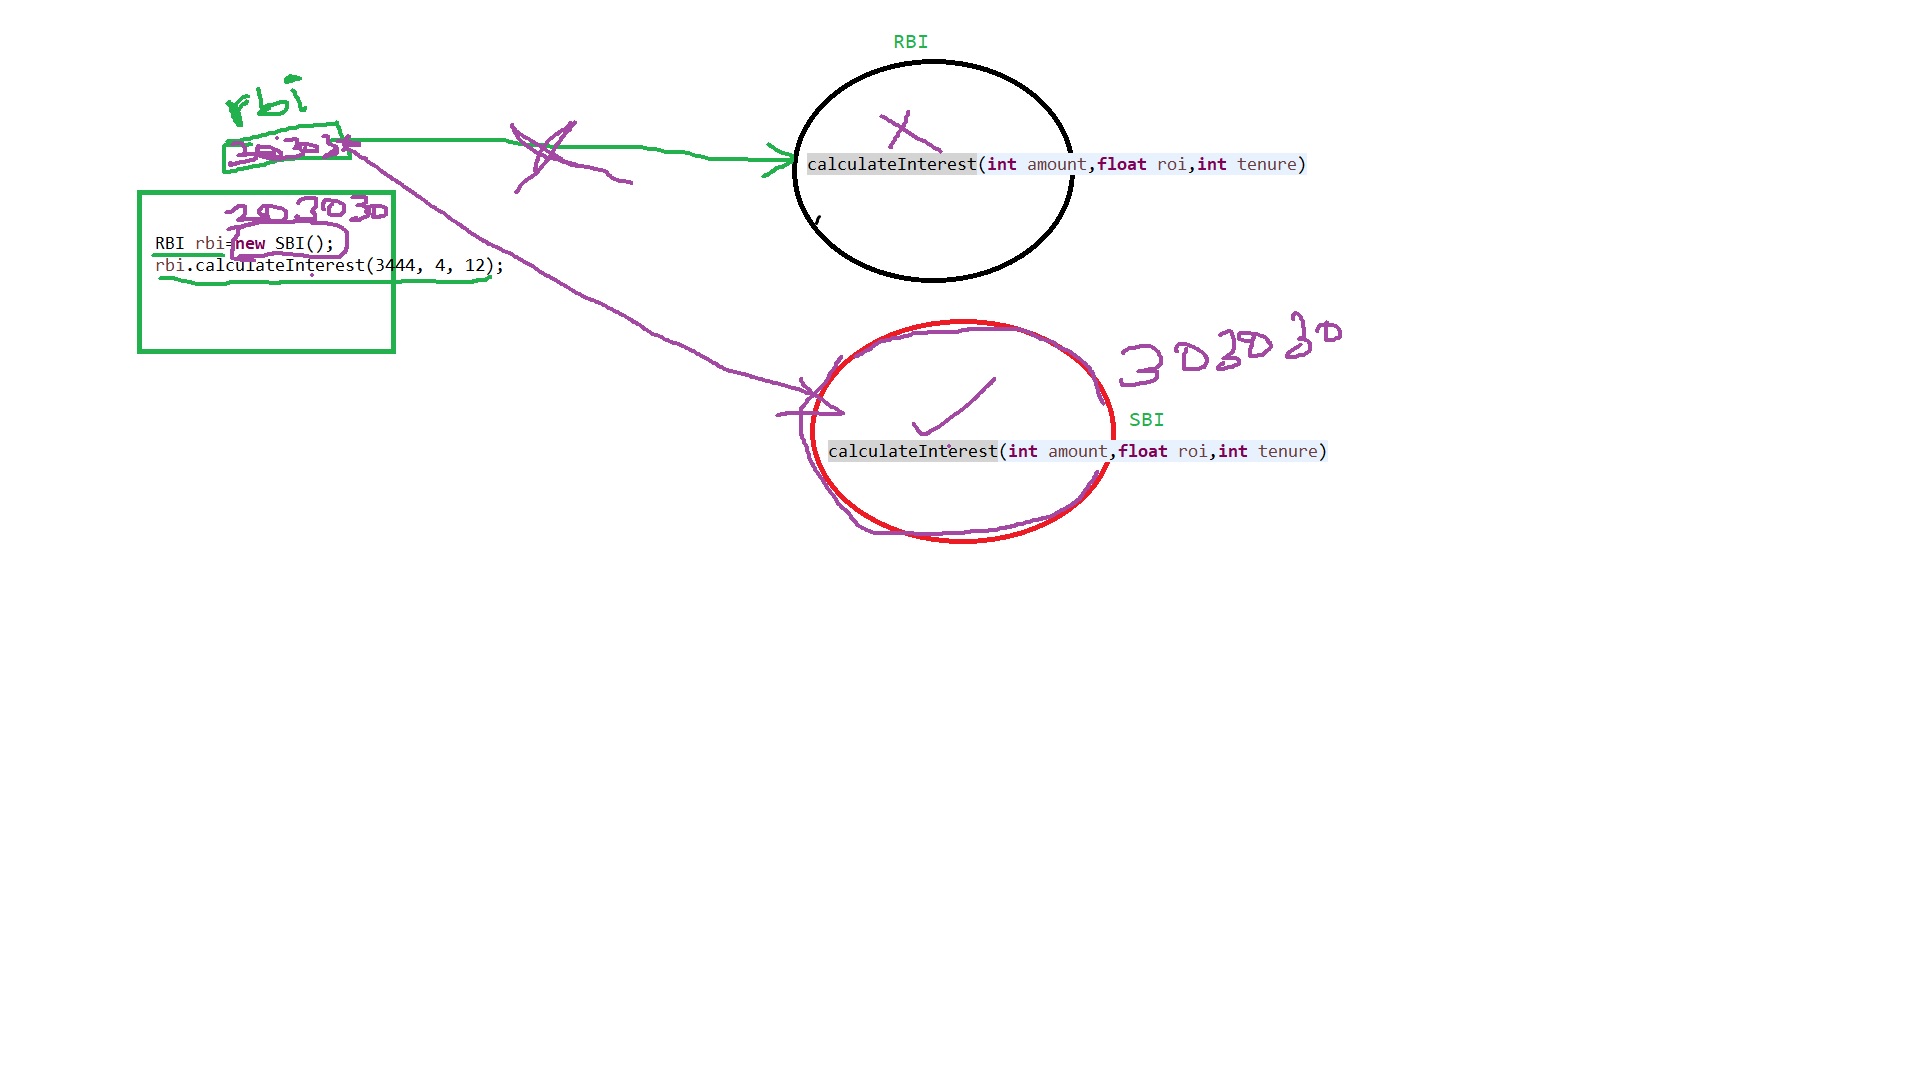 RBI
rbi
calculateInterest(int amount,float roi,int tenure)
303030
RBI rbi=new SBI();
rbi.calculateInterest(3444, 4, 12);
303030
SBI
calculateInterest(int amount,float roi,int tenure)